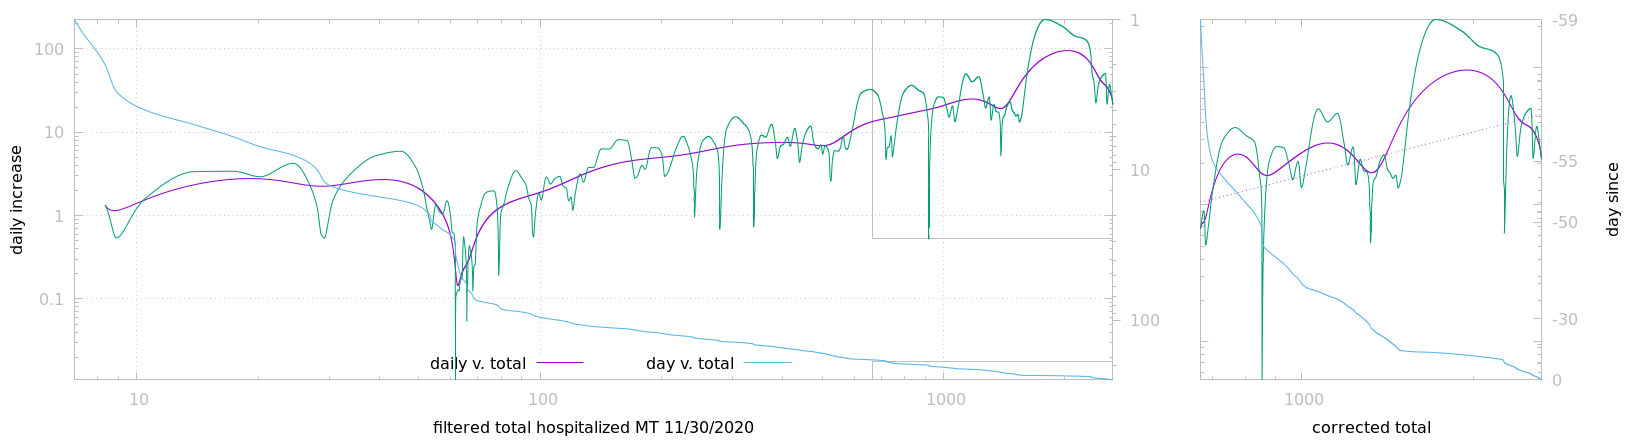 100
10
1
0.1
daily increase
10
100
1000
1
10
100
daily v. total
day v. total
filtered total hospitalized MT 11/30/2020
-59
-55
-50
-30
0
day since
1000
corrected total